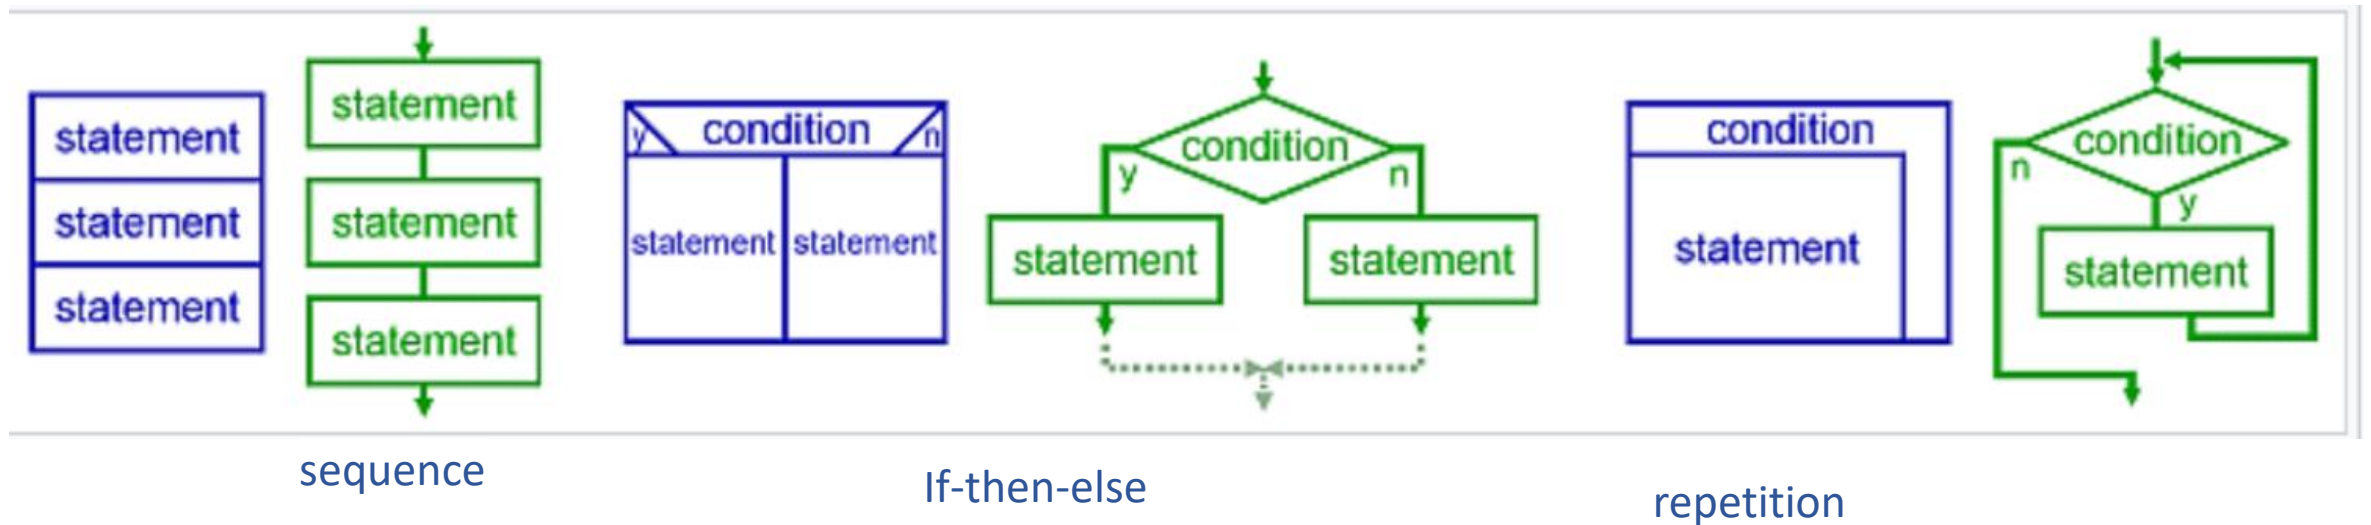 statement
statement
statement
statement
statement
statement
sequence
y condition n
statement statement
condition
y n
statement statement
If-then-else
condition
statement
condition
n
y
statement
repetition